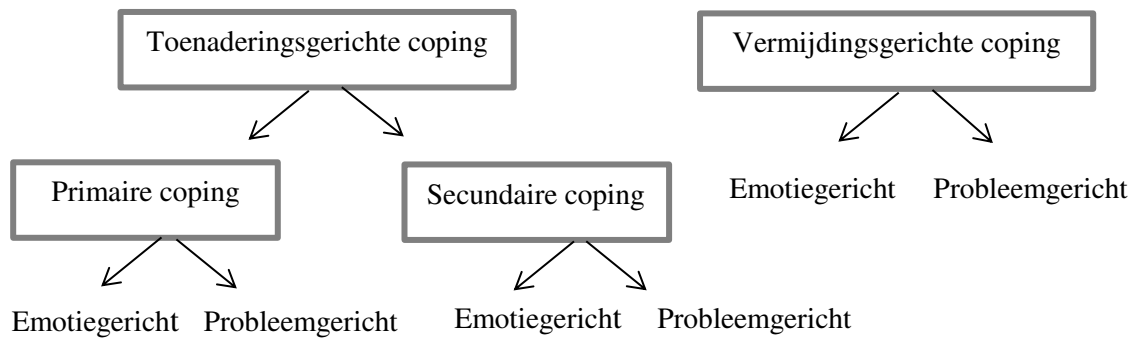 Toenaderingsgerichte coping
Vermijdingsgerichte coping
Primaire coping
Secundaire coping
Emotiegericht
Probleemgericht
Emotiegericht
Probleemgericht
Emotiegericht
Probleemgericht